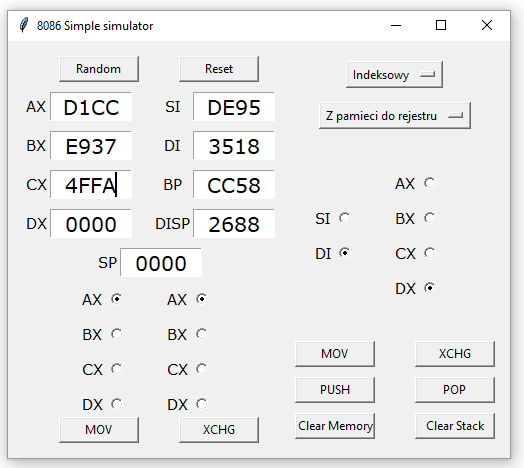 8086 Simple simulator
Random Reset Indeksowy
Z pamieci do rejestru
AX D1CC SI DE95
BX E937 DI 3518
CX 4FFA BP CC58
DX 0000 DISP 2688
SP 0000
AX
SI BX
DI CX
DX
AX AX
BX BX
CX CX
DX DX
MOV XCHG
MOV XCHG
PUSH POP
Clear Memory Clear Stack